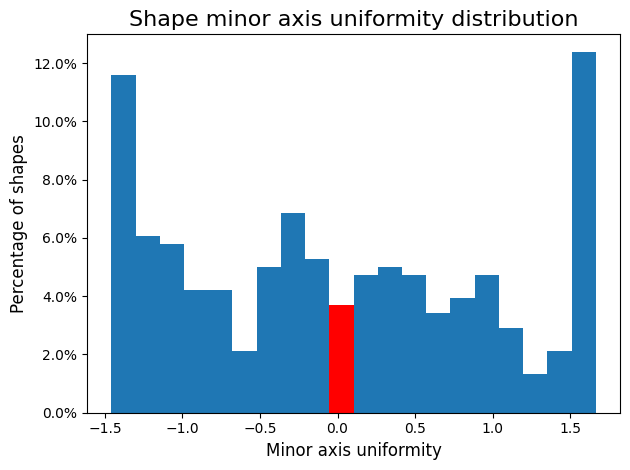 Shape minor axis uniformity distribution
12.0%
10.0%
8.0%
6.0%
4.0%
2.0%
0.0%
Percentage of shapes
−1.5 −1.0 −0.5 0.0 0.5 1.0 1.5
Minor axis uniformity